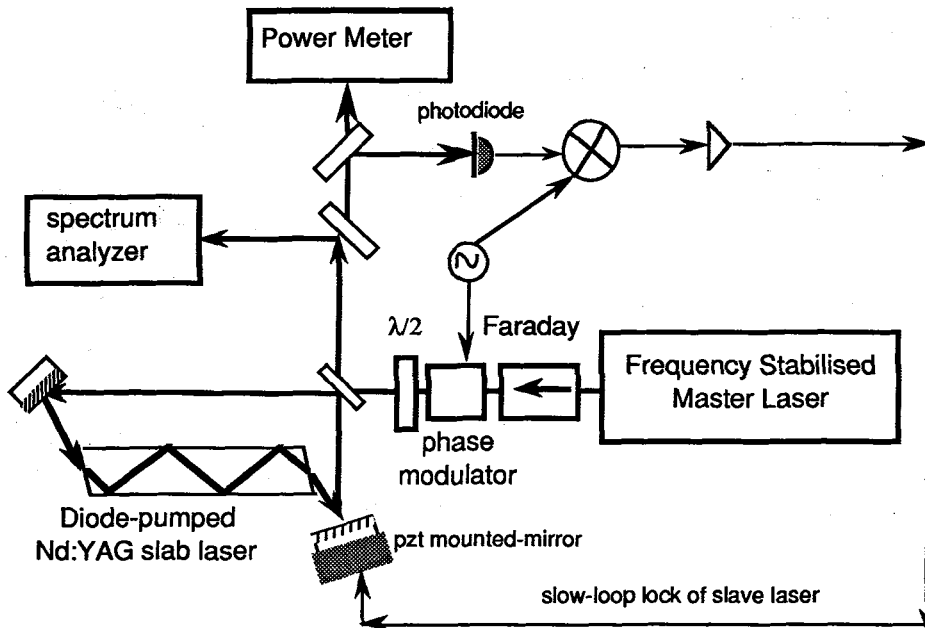 Power Meter
photodiode
spectrum
analyzer
λ/2
Faraday
Frequency Stabilised
Master Laser
phase
modulator
Diode-pumped
Nd:YAG slab laser
pzt mounted-mirror
slow-loop lock of slave laser